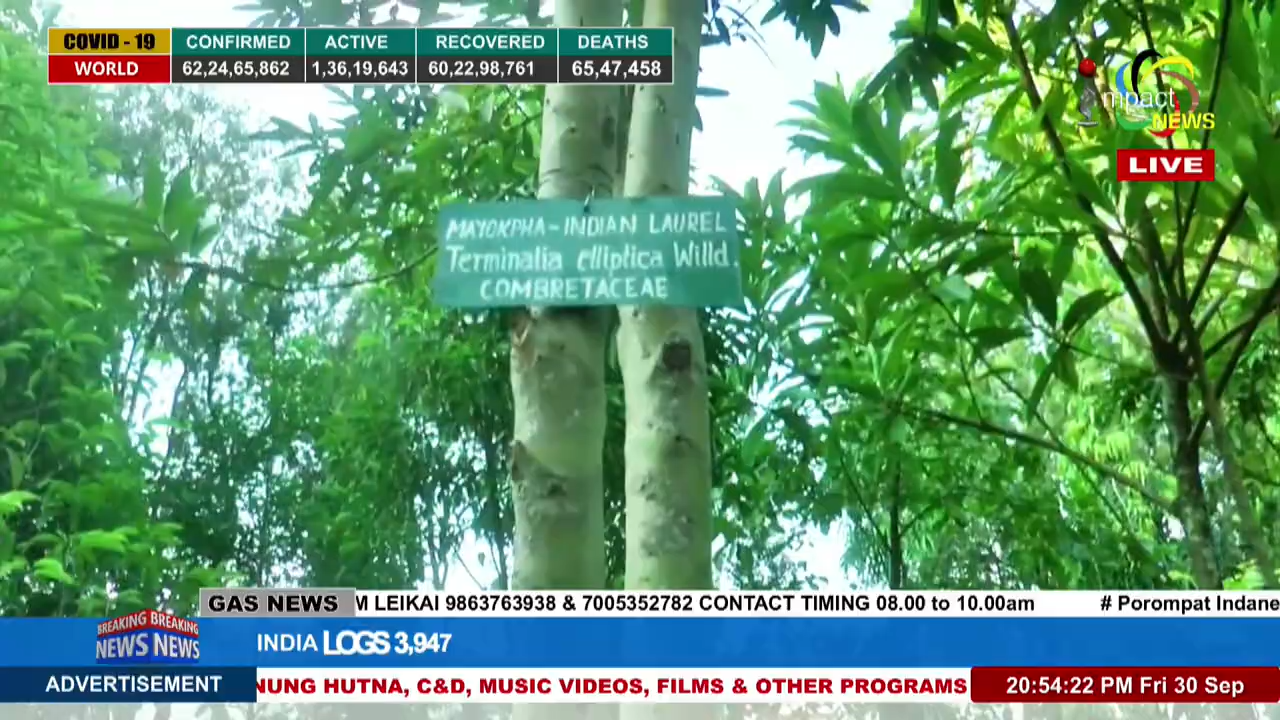 COVID - 19 CONFIRMED ACTIVE RECOVERED DEATHS
WORLD 62,24,65,862 1,36,19,643 60,22,98,761 65,47,458
impact
NEWS
LIVE
MAYOKPHA-INDIAN LAUREL
Terminalia elliptica Willd.
COMBRETACEAE
GAS NEWS M LEIKAI 9863763938 & 7005352782 CONTACT TIMING 08.00 to 10.00am # Porompat Indane
BREAKING BREAKING
NEWS NEWS
INDIA LOGS 3,947
ADVERTISEMENT NUNG HUTNA, C&D, MUSIC VIDEOS, FILMS & OTHER PROGRAMS 20:54:22 PM Fri 30 Sep